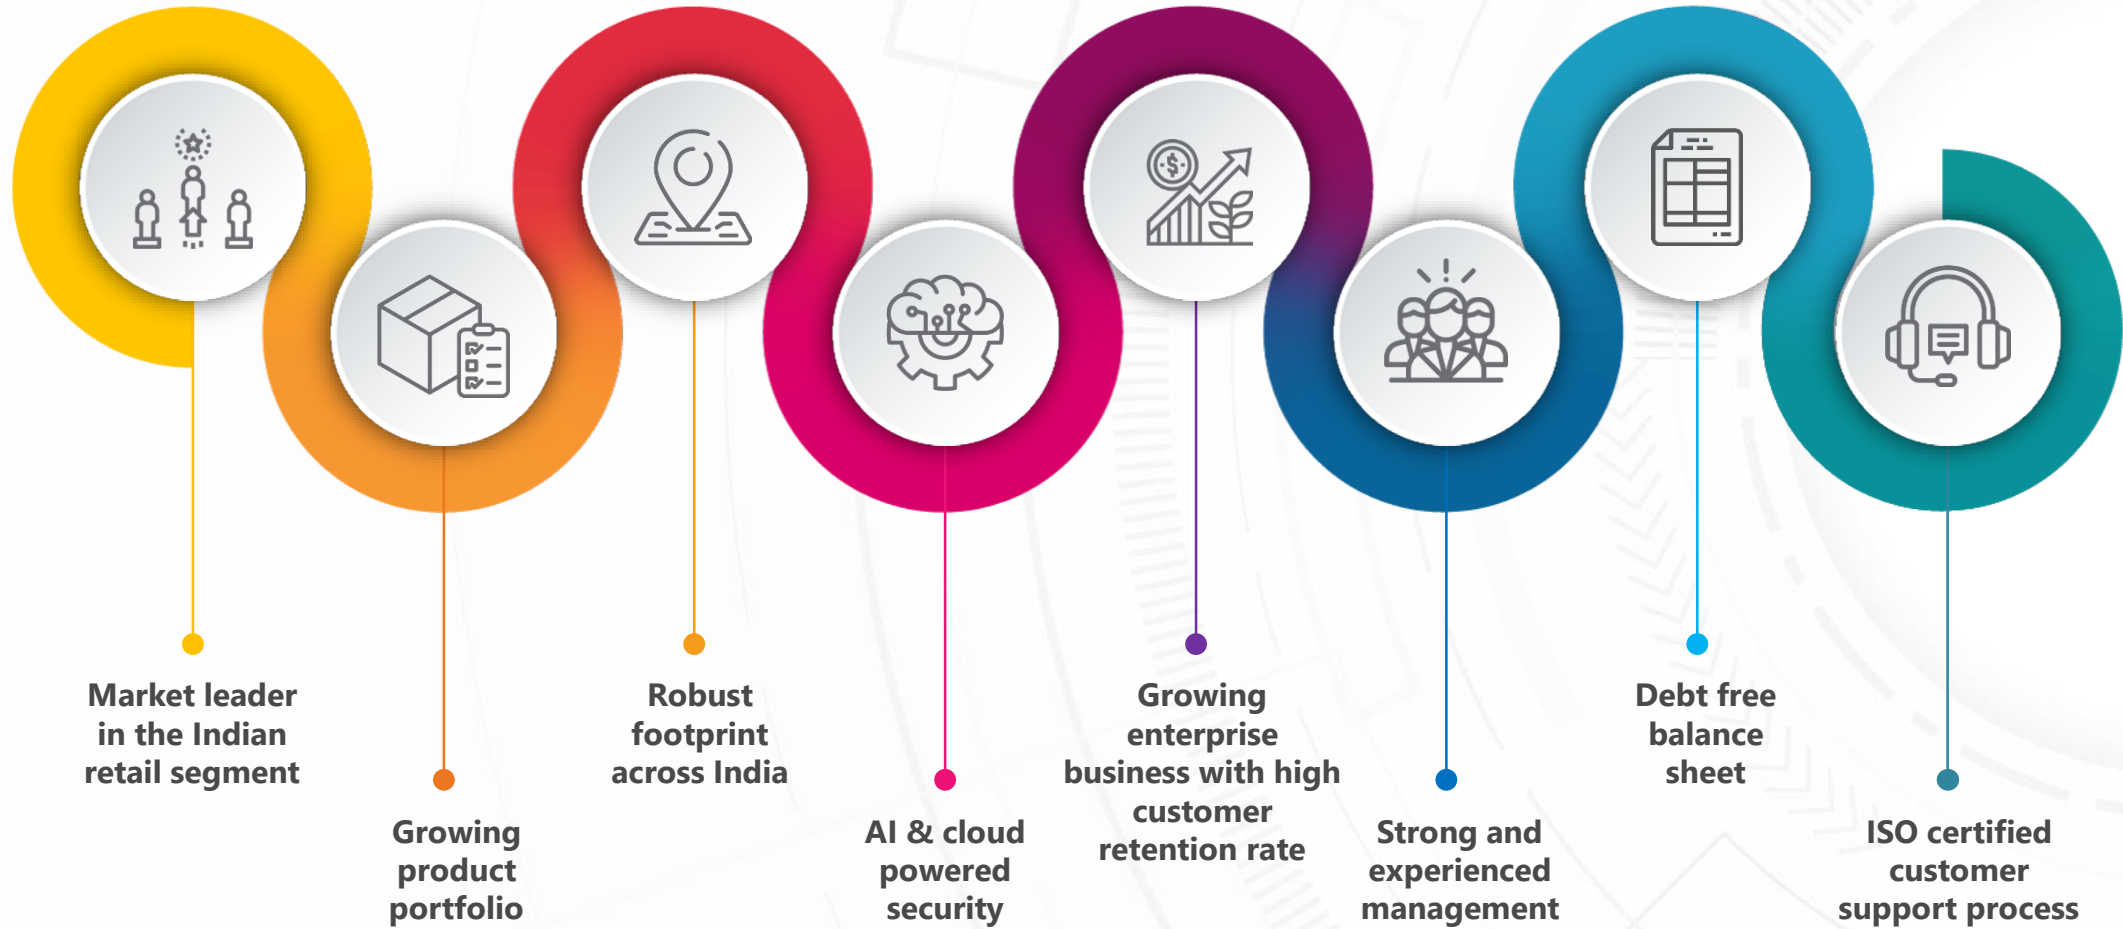 Market leader
in the Indian
retail segment
Growing
product
portfolio
Robust
footprint
across India
AI & cloud
powered
security
Growing
enterprise
business with high
customer
retention rate
Strong and
experienced
management
Debt free
balance
sheet
ISO certified
customer
support process